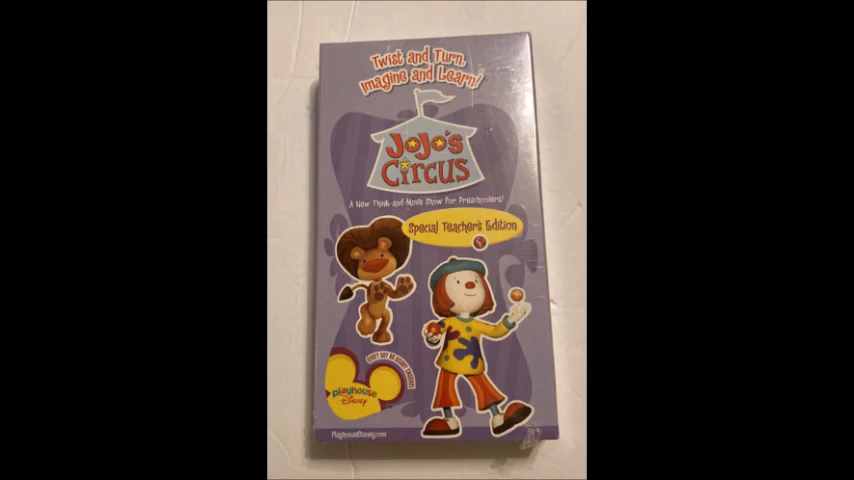 Twist and Turn,
Imagine and Learn!
JoJo's
Circus
A New Think-and-Move Show for Preschoolers!
Special Teacher's Edition
playhouse
Disney
PlayhouseDisney.com